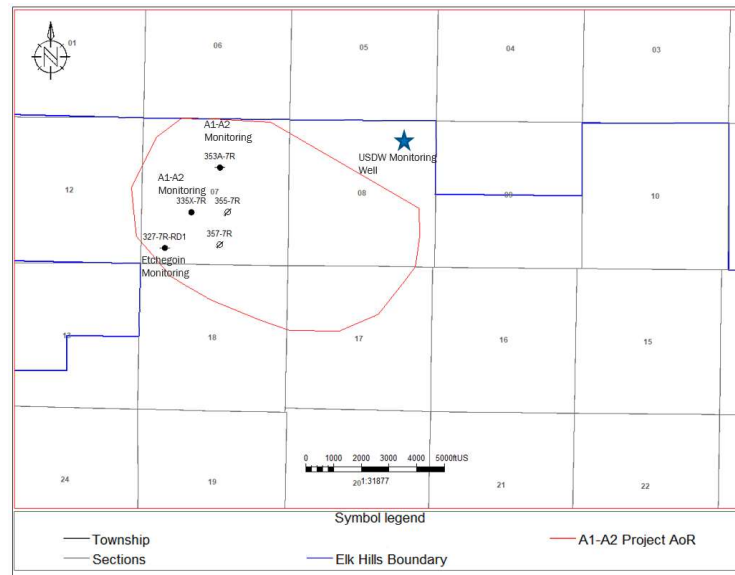 01
06
05
04
03
N
A1-A2
Monitoring
353A-7R
USDW Monitoring
Well
12
A1-A2
Monitoring
07
335X-7R
355-7R
08
09
10
327-7R-RD1
357-7R
Etchegoin
Monitoring
13
18
17
16
15
0 1000 2000 3000 4000 5000ftUS
1:31877
24
19
20
21
22
Symbol legend
Township
A1-A2 Project AoR
Sections
Elk Hills Boundary